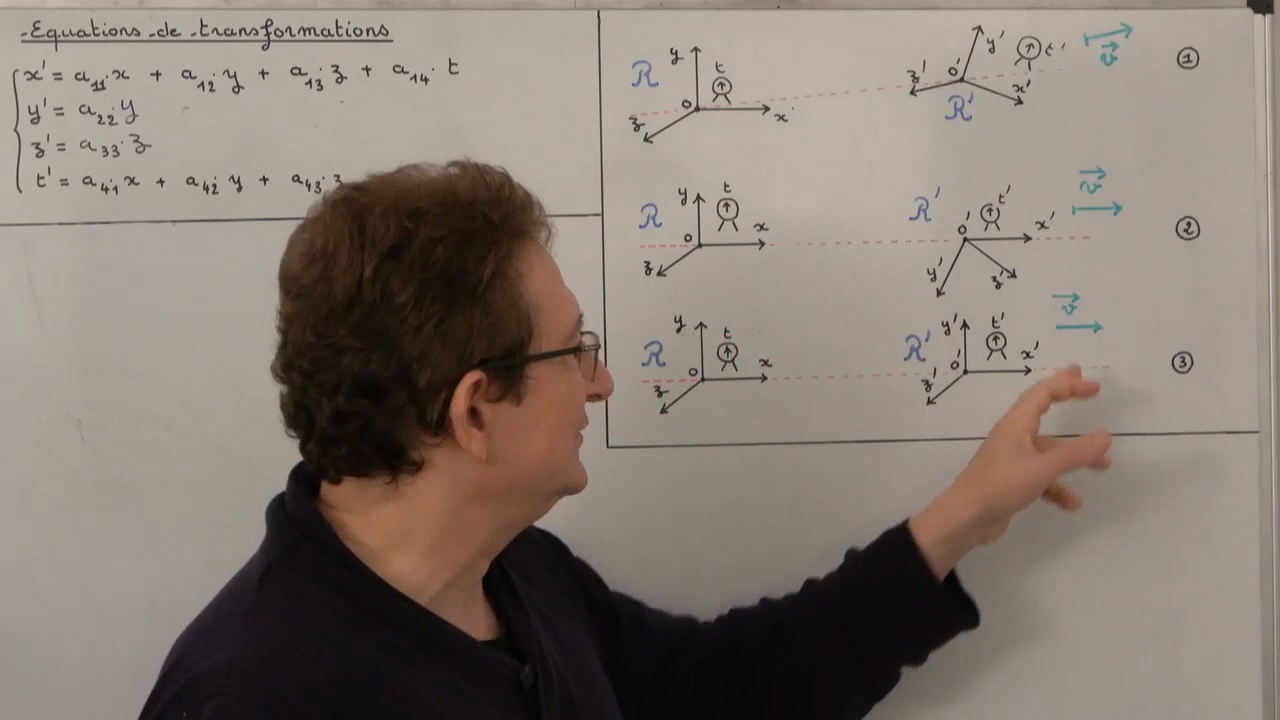 Equations de transformations
x' = a₁₁.x + a₁₂.y + a₁₃.z + a₁₄.t
y' = a₂₂.y
z' = a₃₃.z
t' = a₄₁.x + a₄₂.y + a₄₃.z
R y t o x z R' y' t' o' x' z' v ①
R y t o x z R' t' o' x' y' z' v ②
R y t o x z R' y' t' o' x' z' v ③